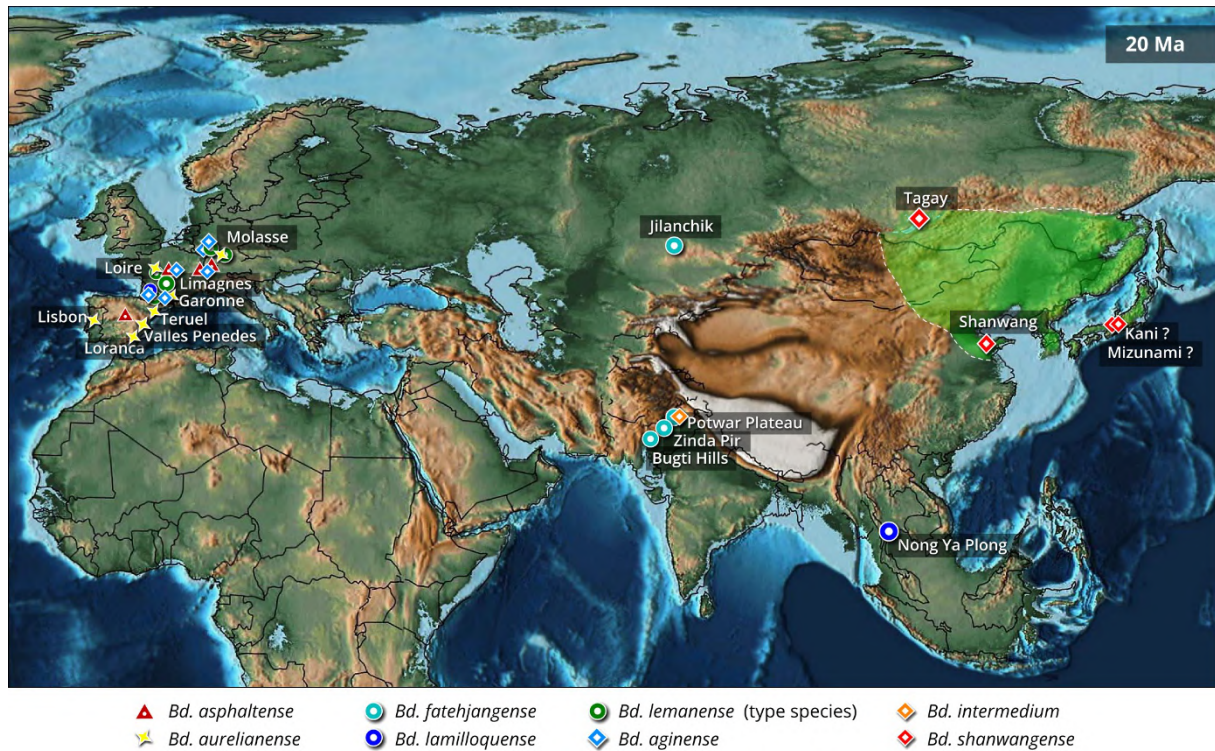 20 Ma
Tagay
Molasse
Jilanchik
Loire
Limagnes
Garonne
Lisbon
Teruel
Shanwang
Kani ?
Valles Penedes
Loranca
Mizunami ?
Potwar Plateau
Zinda Pir
Bugti Hills
Nong Ya Plong
Bd. asphaltense Bd. fatehjangense Bd. lemanense (type species) Bd. intermedium
Bd. aurelianense Bd. lamilloquense Bd. aginense Bd. shanwangense